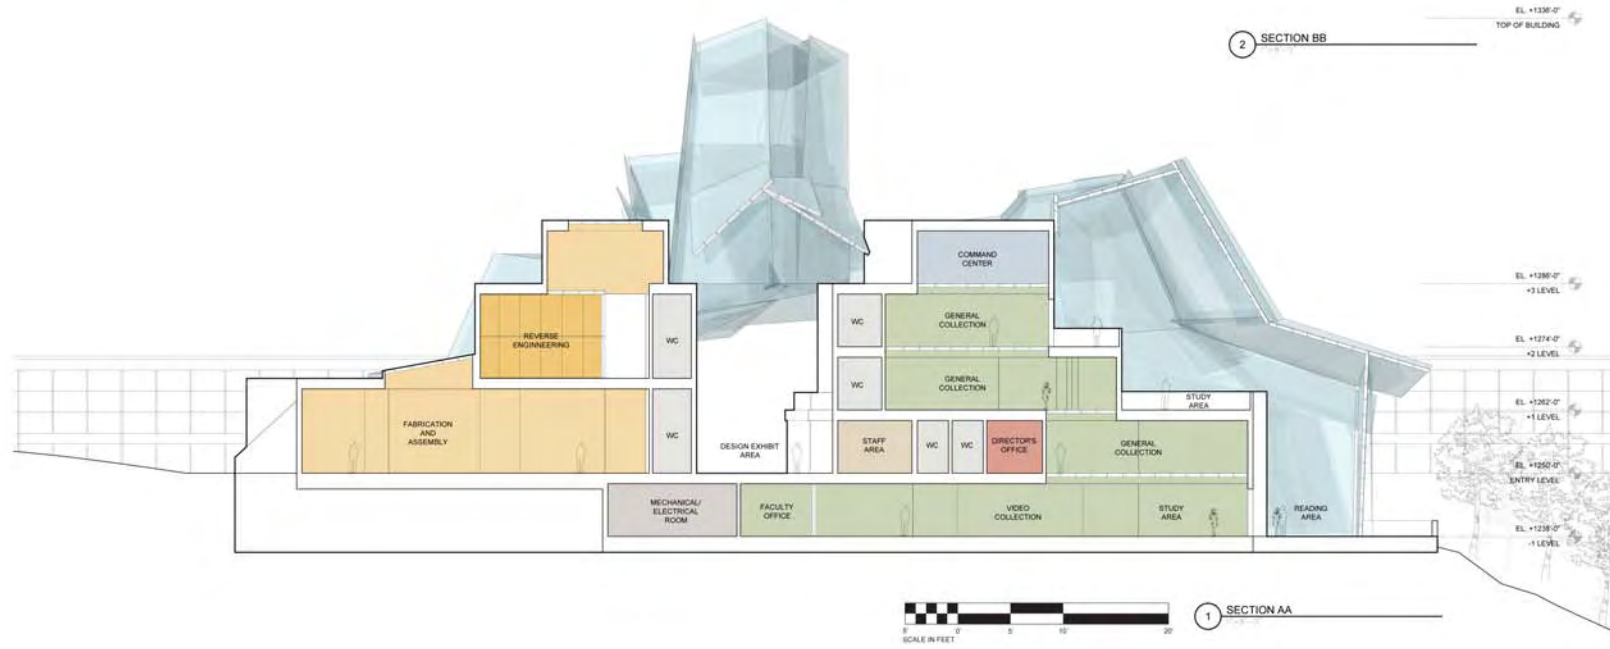 EL. +1336'-0"
TOP OF BUILDING
2
SECTION BB
COMMAND
CENTER
EL. +1286'-0"
+3 LEVEL
REVERSE
ENGINNEERING
WC
WC
GENERAL
COLLECTION
EL. +1274'-0"
+2 LEVEL
WC
GENERAL
COLLECTION
STUDY
AREA
EL. +1262'-0"
+1 LEVEL
FABRICATION
AND
ASSEMBLY
WC
DESIGN EXHIBIT
AREA
STAFF
AREA
WC
WC
DIRECTOR'S
OFFICE
GENERAL
COLLECTION
EL. +1250'-0"
ENTRY LEVEL
MECHANICAL/
ELECTRICAL
ROOM
FACULTY
OFFICE
VIDEO
COLLECTION
STUDY
AREA
READING
AREA
EL. +1238'-0"
-1 LEVEL
5' 0' 5' 10' 20'
SCALE IN FEET
1
SECTION AA